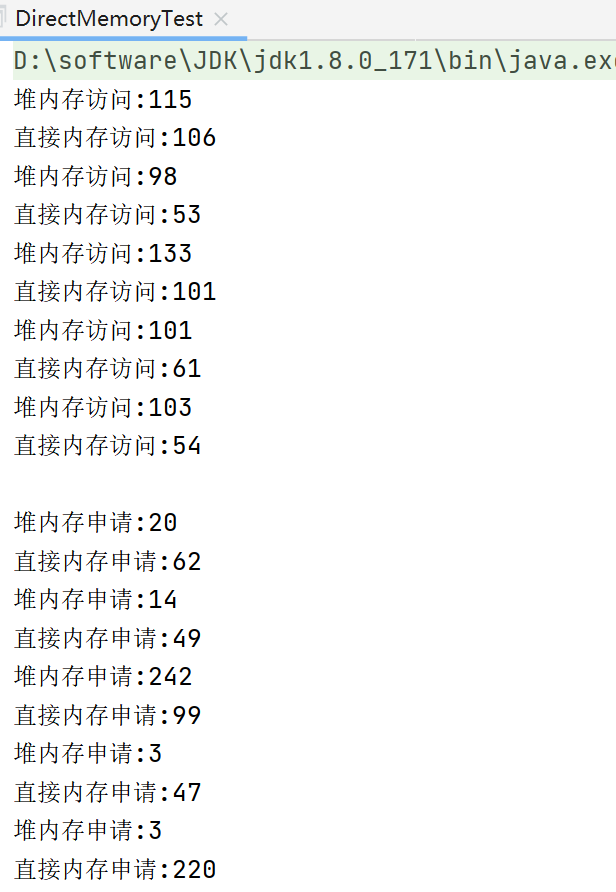 DirectMemoryTest
D:\software\JDK\jdk1.8.0_171\bin\java.ex
堆内存访问:115
直接内存访问:106
堆内存访问:98
直接内存访问:53
堆内存访问:133
直接内存访问:101
堆内存访问:101
直接内存访问:61
堆内存访问:103
直接内存访问:54
堆内存申请:20
直接内存申请:62
堆内存申请:14
直接内存申请:49
堆内存申请:242
直接内存申请:99
堆内存申请:3
直接内存申请:47
堆内存申请:3
直接内存申请:220